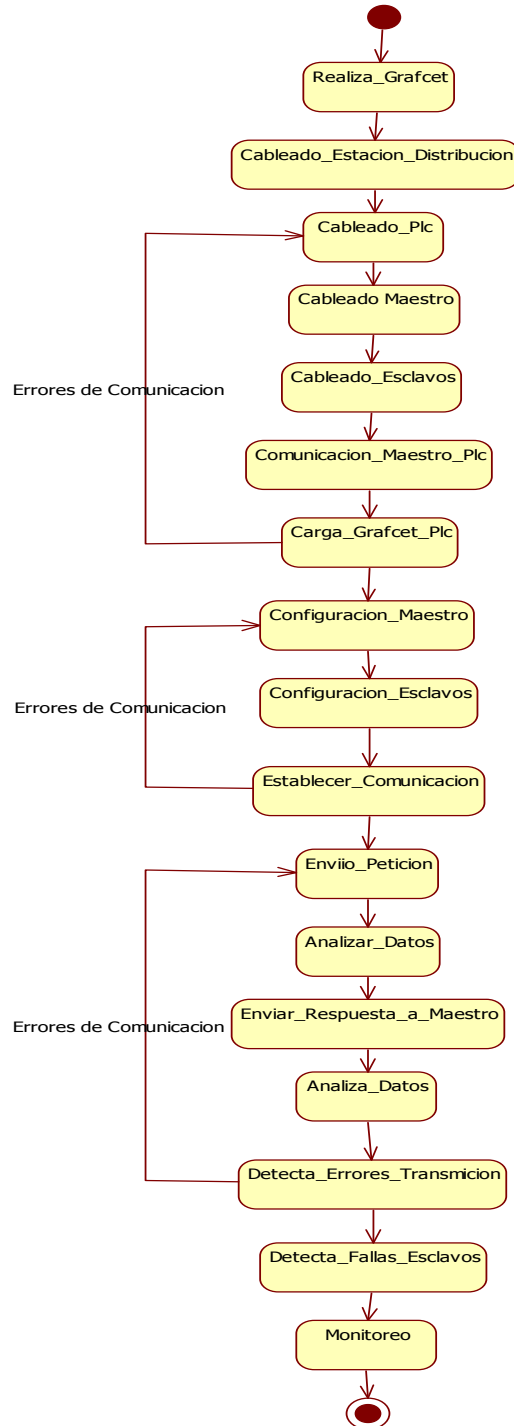 Realiza_Grafcet
Cableado_Estacion_Distribucion
Cableado_Plc
Cableado Maestro
Cableado_Esclavos
Errores de Comunicacion
Comunicacion_Maestro_Plc
Carga_Grafcet_Plc
Configuracion_Maestro
Configuracion_Esclavos
Errores de Comunicacion
Establecer_Comunicacion
Enviio_Peticion
Analizar_Datos
Enviar_Respuesta_a_Maestro
Errores de Comunicacion
Analiza_Datos
Detecta_Errores_Transmicion
Detecta_Fallas_Esclavos
Monitoreo